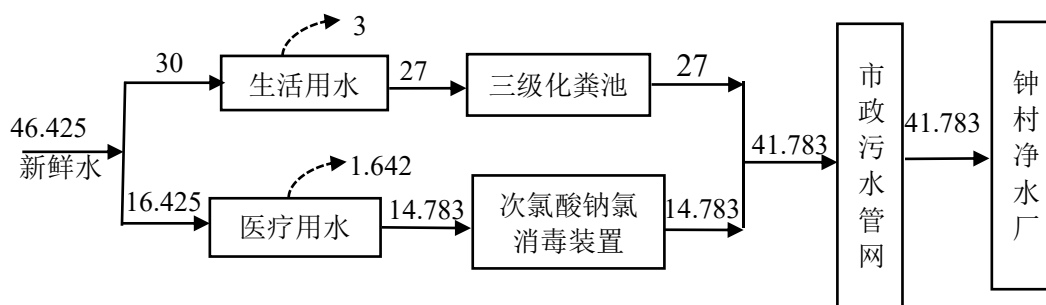 3
30
生活用水
27
三级化粪池
27
46.425
新鲜水
16.425
1.642
医疗用水
14.783
次氯酸钠氯
消毒装置
14.783
41.783
市政污水管网
41.783
钟村净水厂